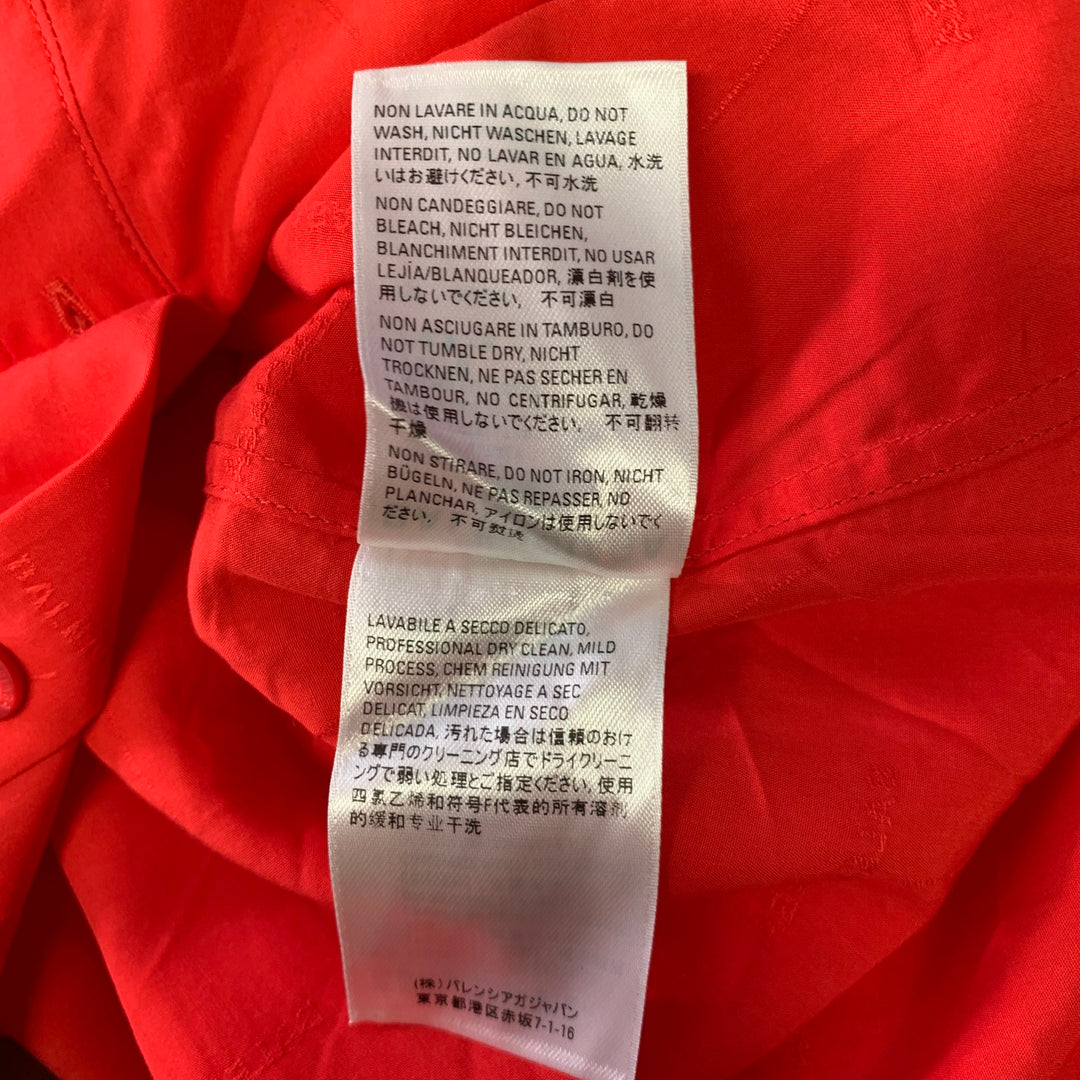 NON LAVARE IN ACQUA, DO NOT
WASH, NICHT WASCHEN, LAVAGE
INTERDIT, NO LAVAR EN AGUA, 水洗
いはお避けください, 不可水洗
NON CANDEGGIARE, DO NOT
BLEACH, NICHT BLEICHEN,
BLANCHIMENT INTERDIT, NO USAR
LEJÍA/BLANQUEADOR, 漂白剤を使
用しないでください, 不可漂白
NON ASCIUGARE IN TAMBURO, DO
NOT TUMBLE DRY, NICHT
TROCKNEN, NE PAS SECHER EN
TAMBOUR, NO CENTRIFUGAR, 乾燥
機は使用しないでください, 不可翻转
干燥
NON STIRARE, DO NOT IRON, NICHT
BÜGELN, NE PAS REPASSER, NO
PLANCHAR, アイロンは使用しないでく
ださい, 不可熨烫
LAVABILE A SECCO DELICATO,
PROFESSIONAL DRY CLEAN, MILD
PROCESS, CHEM REINIGUNG MIT
VORSICHT, NETTOYAGE A SEC
DELICAT, LIMPIEZA EN SECO
DELICADA, 汚れた場合は信頼のおけ
る専門のクリーニング店でドライクリーニ
ングで弱い処理とご指定ください, 使用
四氯乙烯和符号F代表的所有溶剂
的缓和专业干洗
(株)バレンシアガジャパン
東京都港区赤坂7-1-16